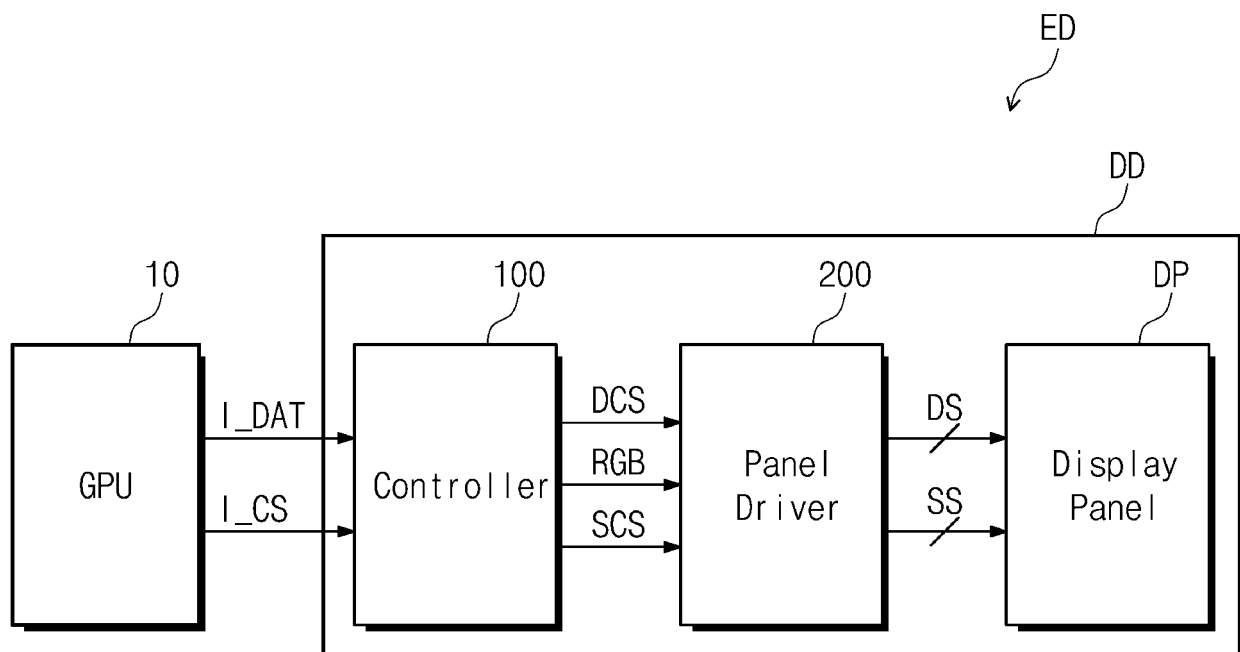 ED
DD
10
100
200
DP
GPU
I_DAT
I_CS
Controller
DCS
RGB
SCS
Panel
Driver
DS
SS
Display
Panel